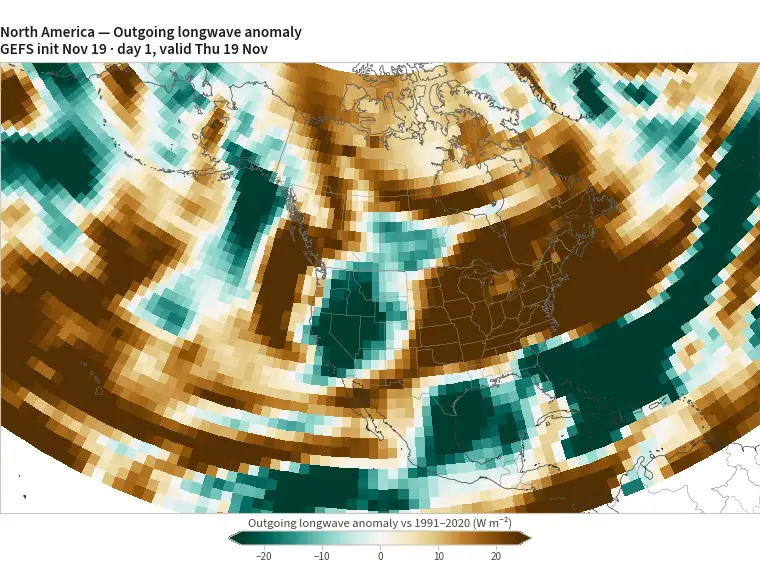 North America — Outgoing longwave anomaly
GEFS init Nov 19 · day 1, valid Thu 19 Nov
Outgoing longwave anomaly vs 1991–2020 (W m⁻²)
−20 −10 0 10 20